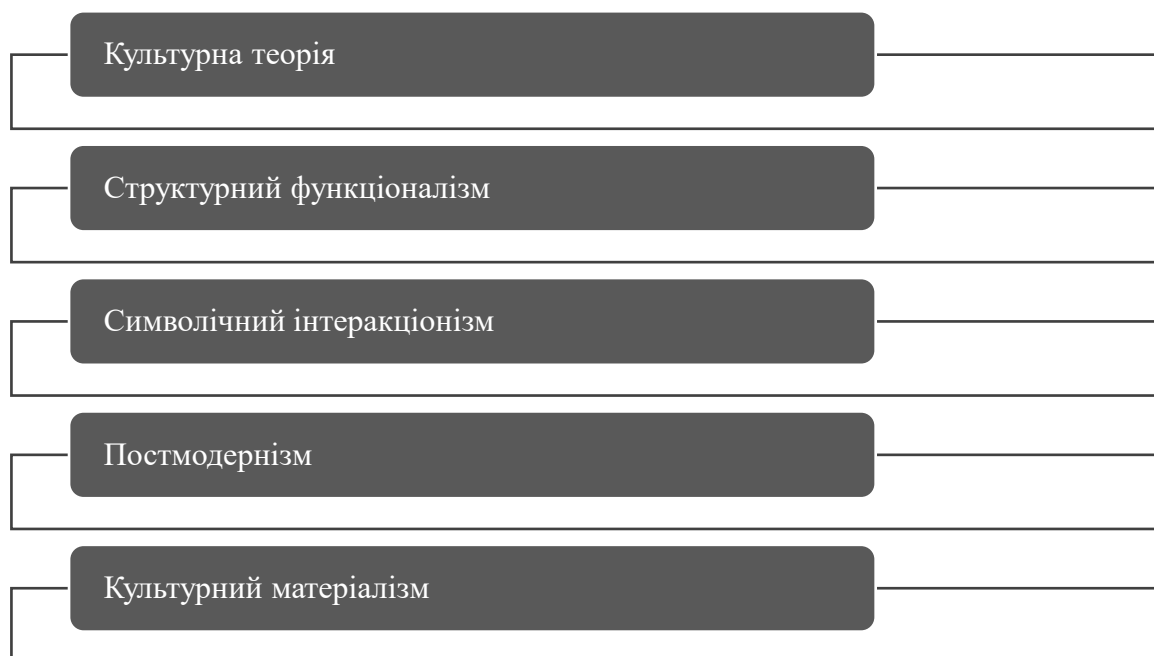 Культурна теорія
Структурний функціоналізм
Символічний інтеракціонізм
Постмодернізм
Культурний матеріалізм